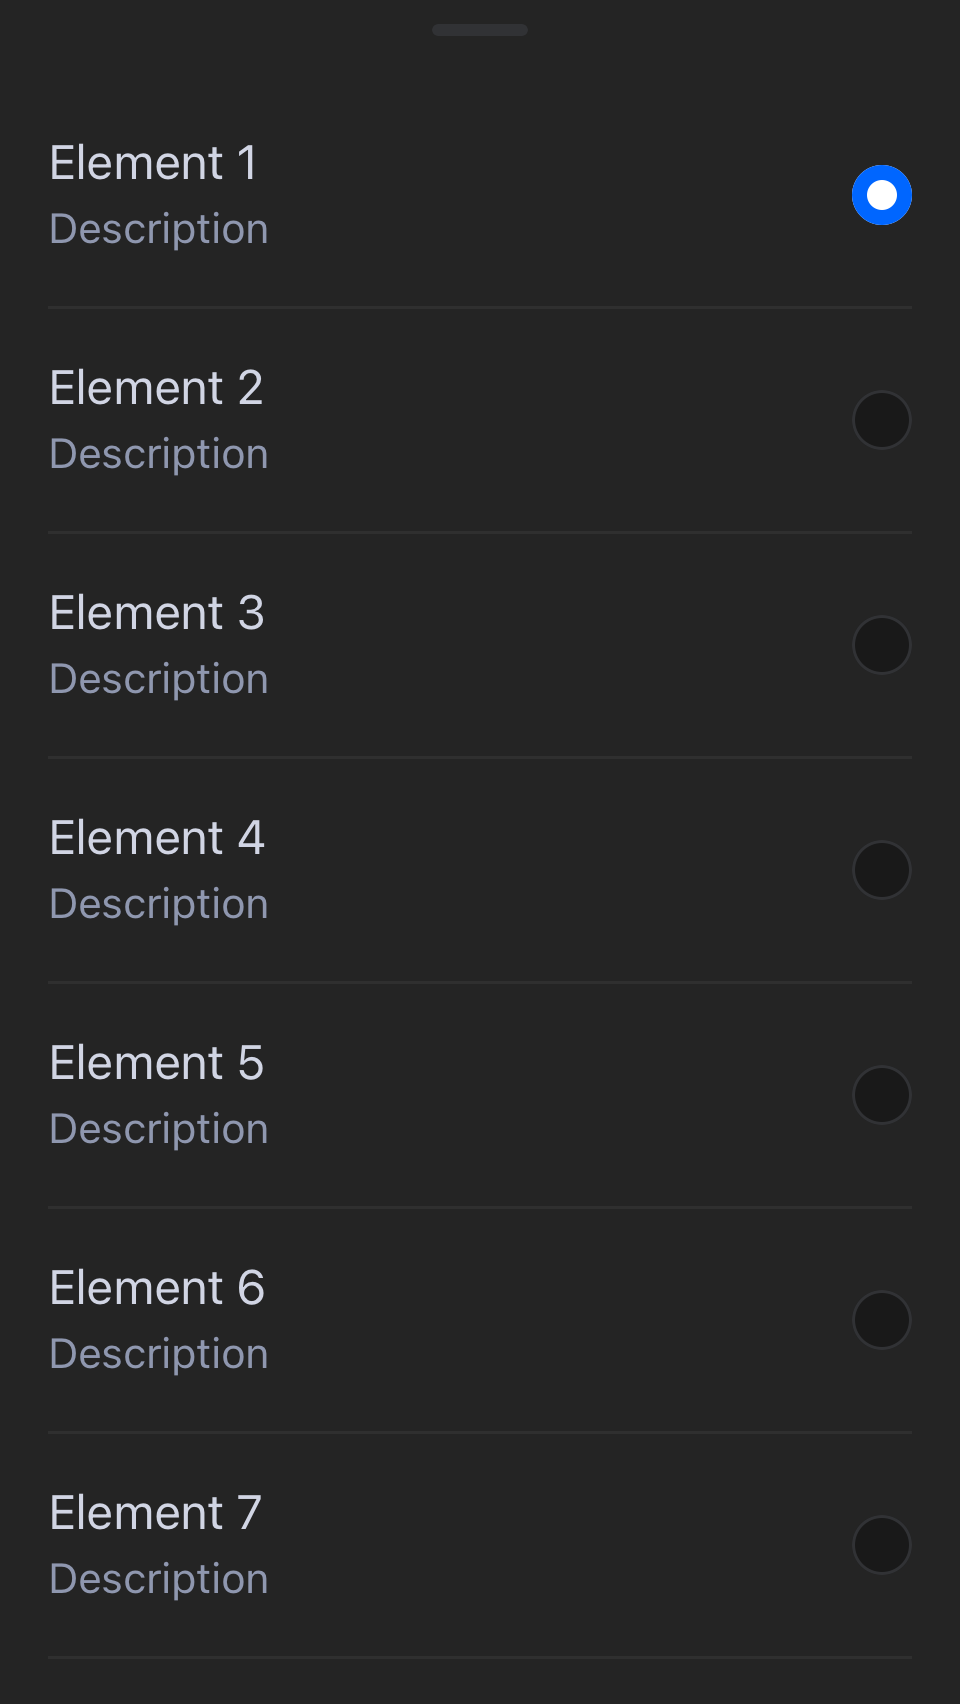 Element 1
Description
Element 2
Description
Element 3
Description
Element 4
Description
Element 5
Description
Element 6
Description
Element 7
Description